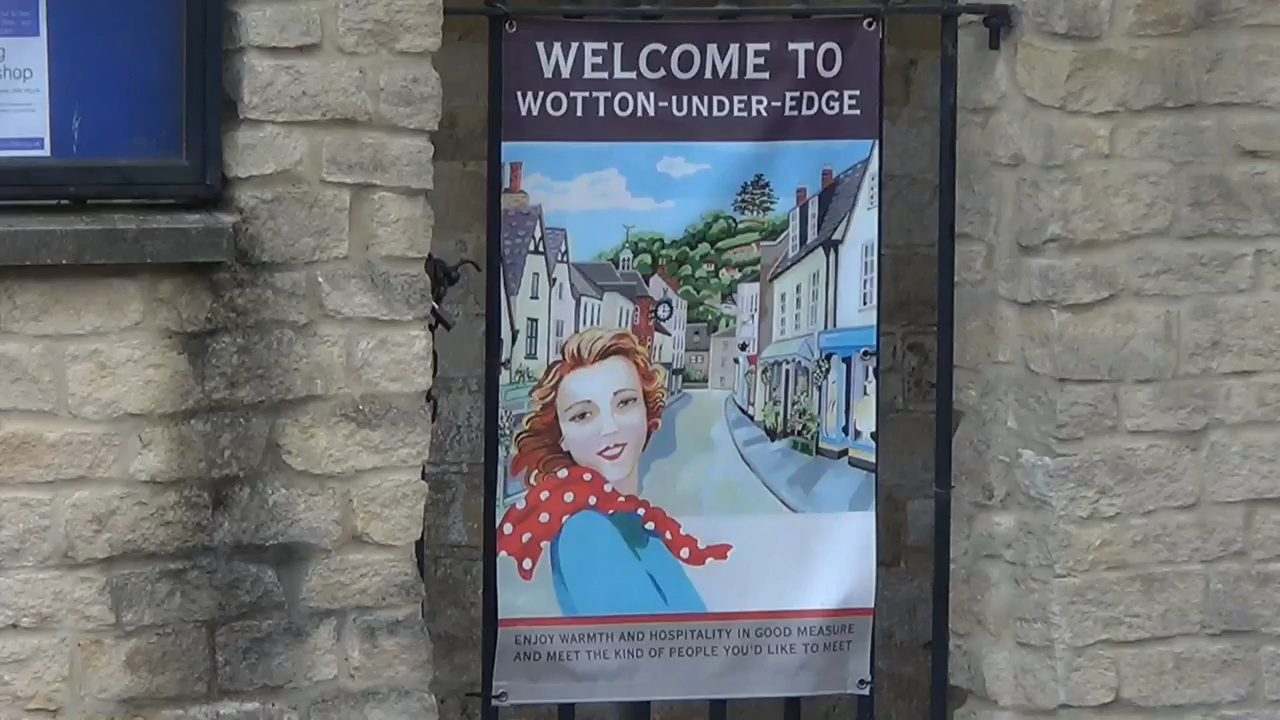 shop
WELCOME TO
WOTTON-UNDER-EDGE
ENJOY WARMTH AND HOSPITALITY IN GOOD MEASURE
AND MEET THE KIND OF PEOPLE YOU'D LIKE TO MEET